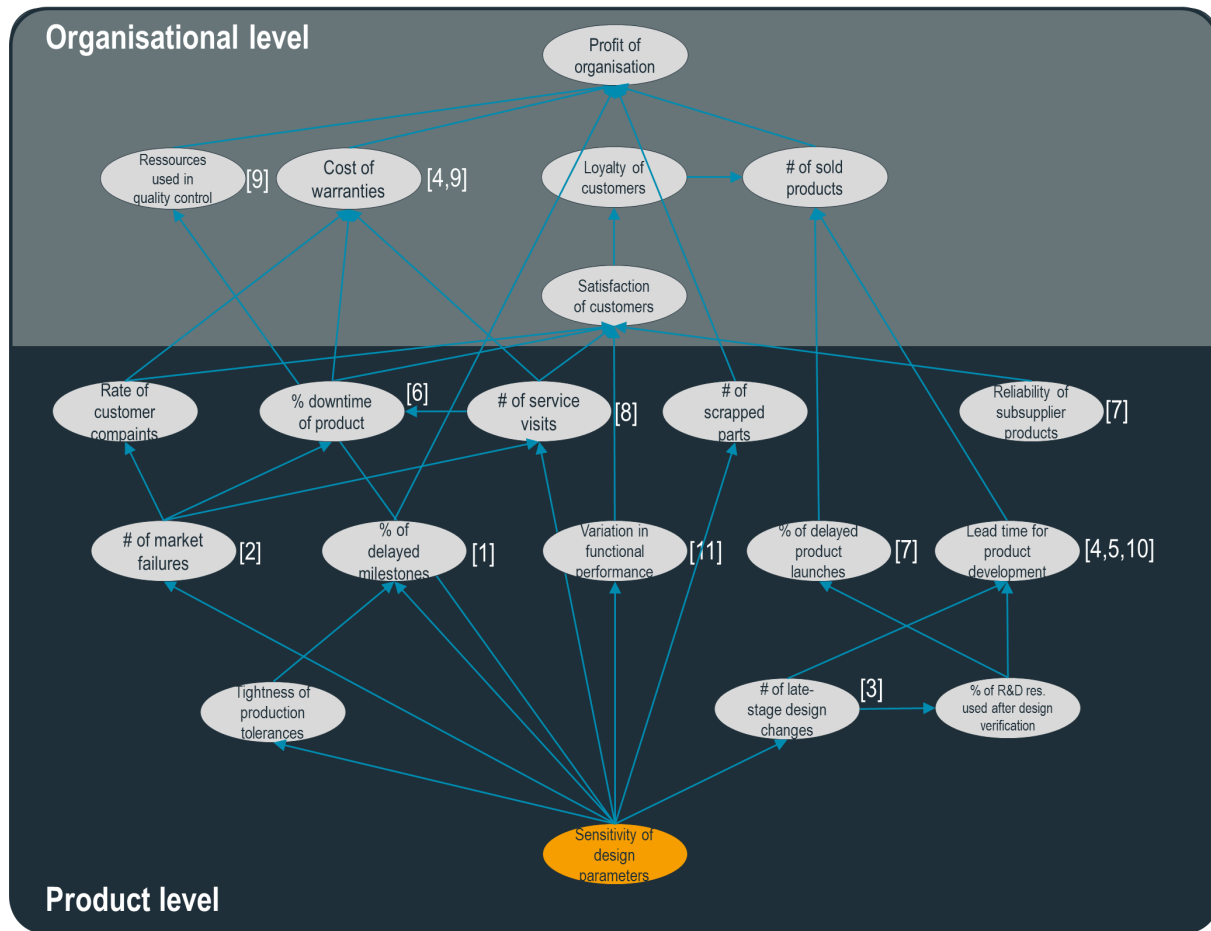 Organisational level
Profit of
organisation
Ressources
used in
quality control
[9]
Cost of
warranties
[4,9]
Loyalty of
customers
# of sold
products
Satisfaction
of customers
Rate of
customer
compaints
% downtime
of product
[6]
# of service
visits
[8]
# of
scrapped
parts
Reliability of
subsupplier
products
[7]
# of market
failures
[2]
% of
delayed
milestones
[1]
Variation in
functional
performance
[11]
% of delayed
product
launches
[7]
Lead time for
product
development
[4,5,10]
Tightness of
production
tolerances
# of late-
stage design
changes
[3]
% of R&D res.
used after design
verification
Sensitivity of
design
parameters
Product level